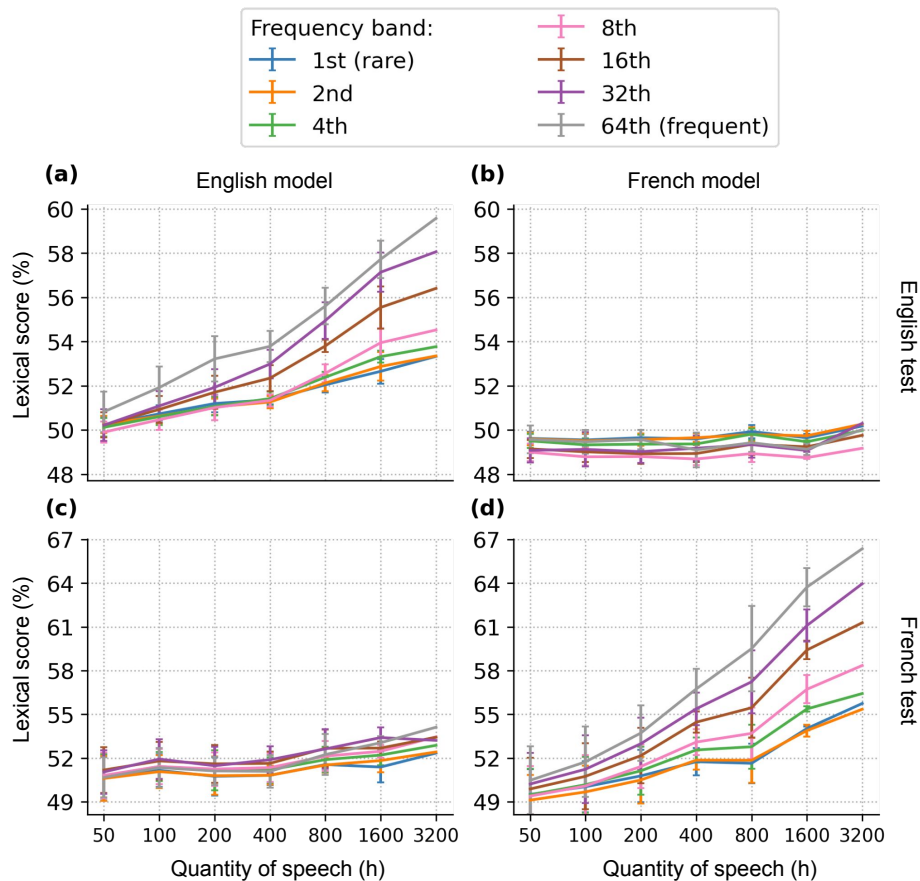 Frequency band:
1st (rare)
2nd
4th
8th
16th
32th
64th (frequent)
(a)
English model
(b)
French model
60
58
56
54
52
50
48
Lexical score (%)
60
58
56
54
52
50
48
English test
(c)
(d)
67
64
61
58
55
52
49
Lexical score (%)
67
64
61
58
55
52
49
French test
50 100 200 400 800 1600 3200
50 100 200 400 800 1600 3200
Quantity of speech (h)
Quantity of speech (h)